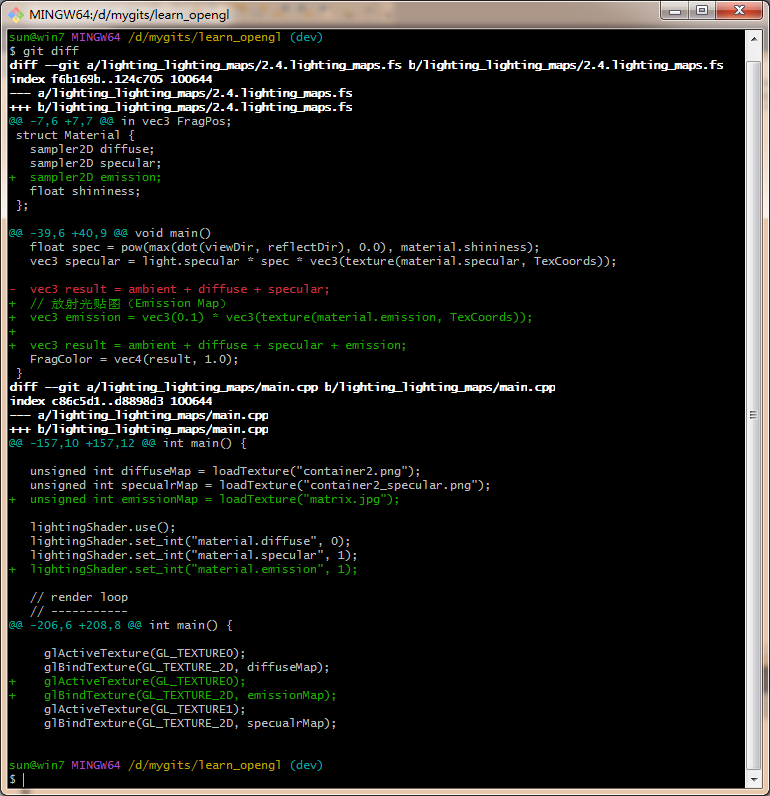 MINGW64:/d/mygits/learn_opengl
sun@win7 MINGW64 /d/mygits/learn_opengl (dev)
$ git diff
diff --git a/lighting_lighting_maps/2.4.lighting_maps.fs b/lighting_lighting_maps/2.4.lighting_maps.fs
index f6b169b..124c705 100644
--- a/lighting_lighting_maps/2.4.lighting_maps.fs
+++ b/lighting_lighting_maps/2.4.lighting_maps.fs
@@ -7,6 +7,7 @@ in vec3 FragPos;
 struct Material {
   sampler2D diffuse;
   sampler2D specular;
+  sampler2D emission;
   float shininess;
 };

@@ -39,6 +40,9 @@ void main()
   float spec = pow(max(dot(viewDir, reflectDir), 0.0), material.shininess);
   vec3 specular = light.specular * spec * vec3(texture(material.specular, TexCoords));

-  vec3 result = ambient + diffuse + specular;
+  // 放射光贴图（Emission Map）
+  vec3 emission = vec3(0.1) * vec3(texture(material.emission, TexCoords));
+
+  vec3 result = ambient + diffuse + specular + emission;
   FragColor = vec4(result, 1.0);
 }
diff --git a/lighting_lighting_maps/main.cpp b/lighting_lighting_maps/main.cpp
index c86c5d1..d8898d3 100644
--- a/lighting_lighting_maps/main.cpp
+++ b/lighting_lighting_maps/main.cpp
@@ -157,10 +157,12 @@ int main() {

   unsigned int diffuseMap = loadTexture("container2.png");
   unsigned int specualrMap = loadTexture("container2_specular.png");
+  unsigned int emissionMap = loadTexture("matrix.jpg");

   lightingShader.use();
   lightingShader.set_int("material.diffuse", 0);
   lightingShader.set_int("material.specular", 1);
+  lightingShader.set_int("material.emission", 1);

   // render loop
   // -----------
@@ -206,6 +208,8 @@ int main() {

     glActiveTexture(GL_TEXTURE0);
     glBindTexture(GL_TEXTURE_2D, diffuseMap);
+    glActiveTexture(GL_TEXTURE0);
+    glBindTexture(GL_TEXTURE_2D, emissionMap);
     glActiveTexture(GL_TEXTURE1);
     glBindTexture(GL_TEXTURE_2D, specualrMap);

sun@win7 MINGW64 /d/mygits/learn_opengl (dev)
$